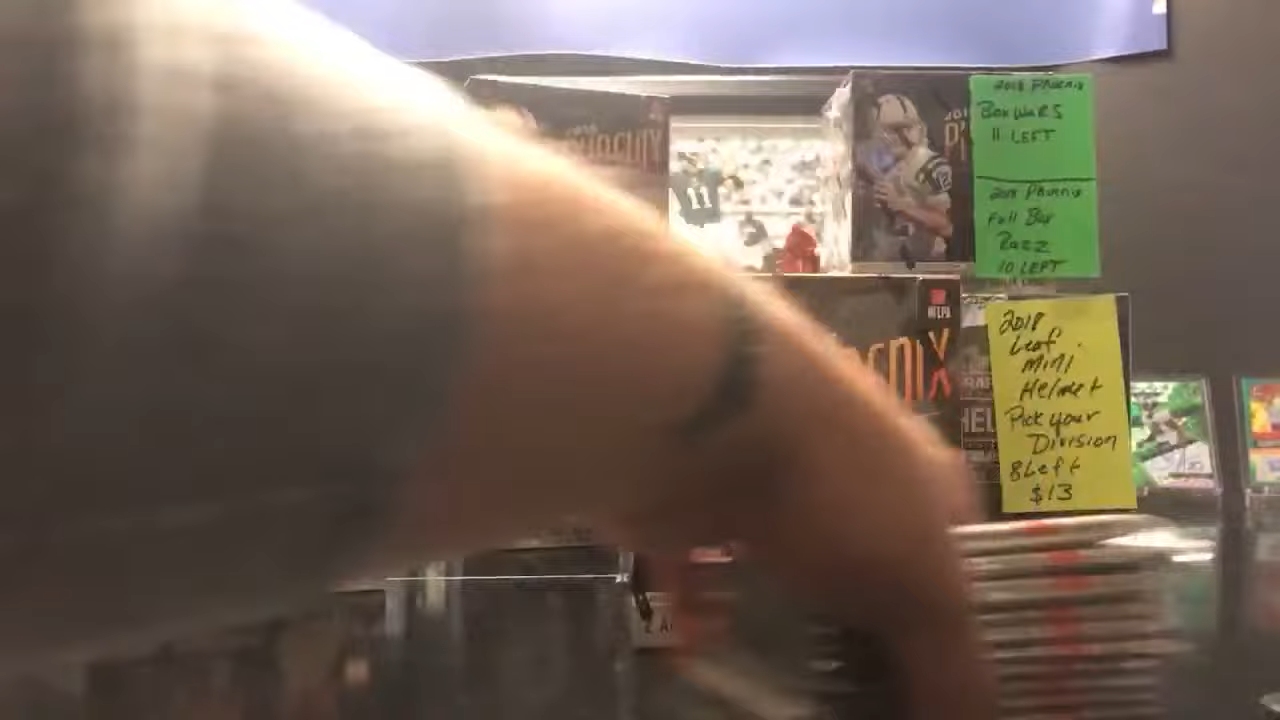 2018 PHOENIX
Box WARS
11 LEFT
2018 PHOENIX
Full Box
Razz
10 LEFT
NFLPA
11
12
2018
Leaf
Mini
Helmet
Pick your
Division
8 Left
$13